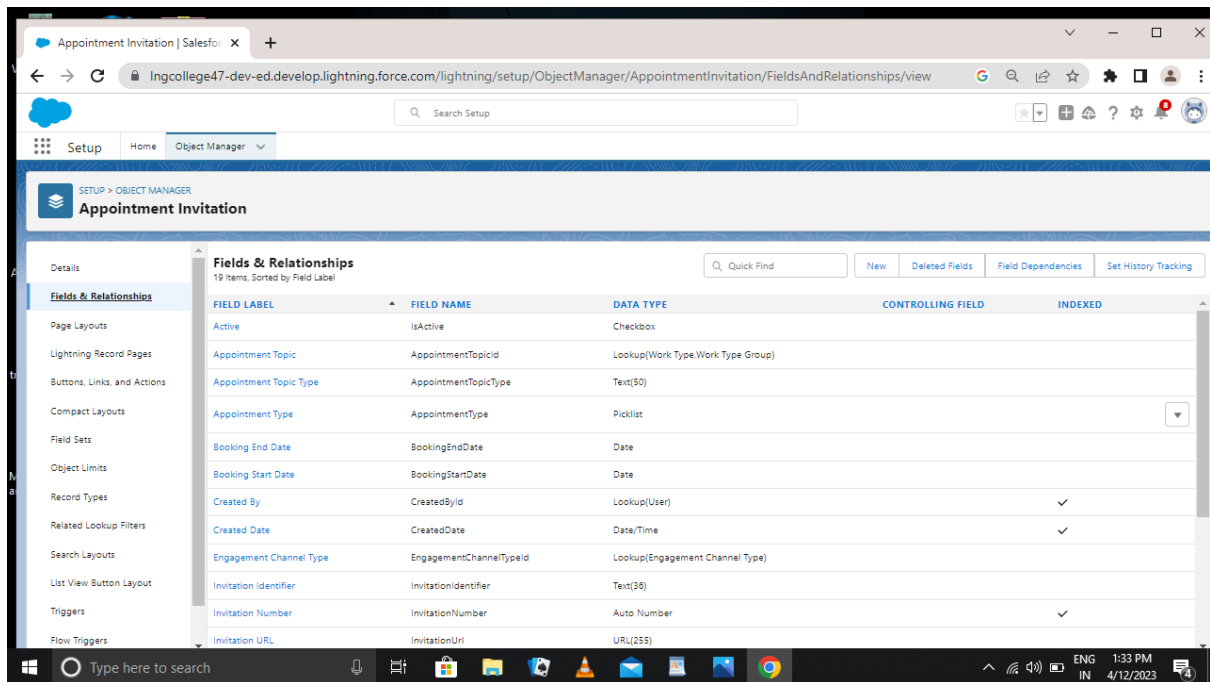 Appointment Invitation | Salesfor
lngcollege47-dev-ed.develop.lightning.force.com/lightning/setup/ObjectManager/AppointmentInvitation/FieldsAndRelationships/view
Search Setup
8
Setup Home Object Manager
SETUP > OBJECT MANAGER
Appointment Invitation
Details
Fields & Relationships
Page Layouts
Lightning Record Pages
Buttons, Links, and Actions
Compact Layouts
Field Sets
Object Limits
Record Types
Related Lookup Filters
Search Layouts
List View Button Layout
Triggers
Flow Triggers
Fields & Relationships
19 Items, Sorted by Field Label
Quick Find New Deleted Fields Field Dependencies Set History Tracking
FIELD LABEL FIELD NAME DATA TYPE CONTROLLING FIELD INDEXED
Active IsActive Checkbox
Appointment Topic AppointmentTopicId Lookup(Work Type,Work Type Group)
Appointment Topic Type AppointmentTopicType Text(50)
Appointment Type AppointmentType Picklist
Booking End Date BookingEndDate Date
Booking Start Date BookingStartDate Date
Created By CreatedById Lookup(User)
Created Date CreatedDate Date/Time
Engagement Channel Type EngagementChannelTypeId Lookup(Engagement Channel Type)
Invitation Identifier InvitationIdentifier Text(36)
Invitation Number InvitationNumber Auto Number
Invitation URL InvitationUrl URL(255)
Type here to search
ENG
IN
1:33 PM
4/12/2023
4